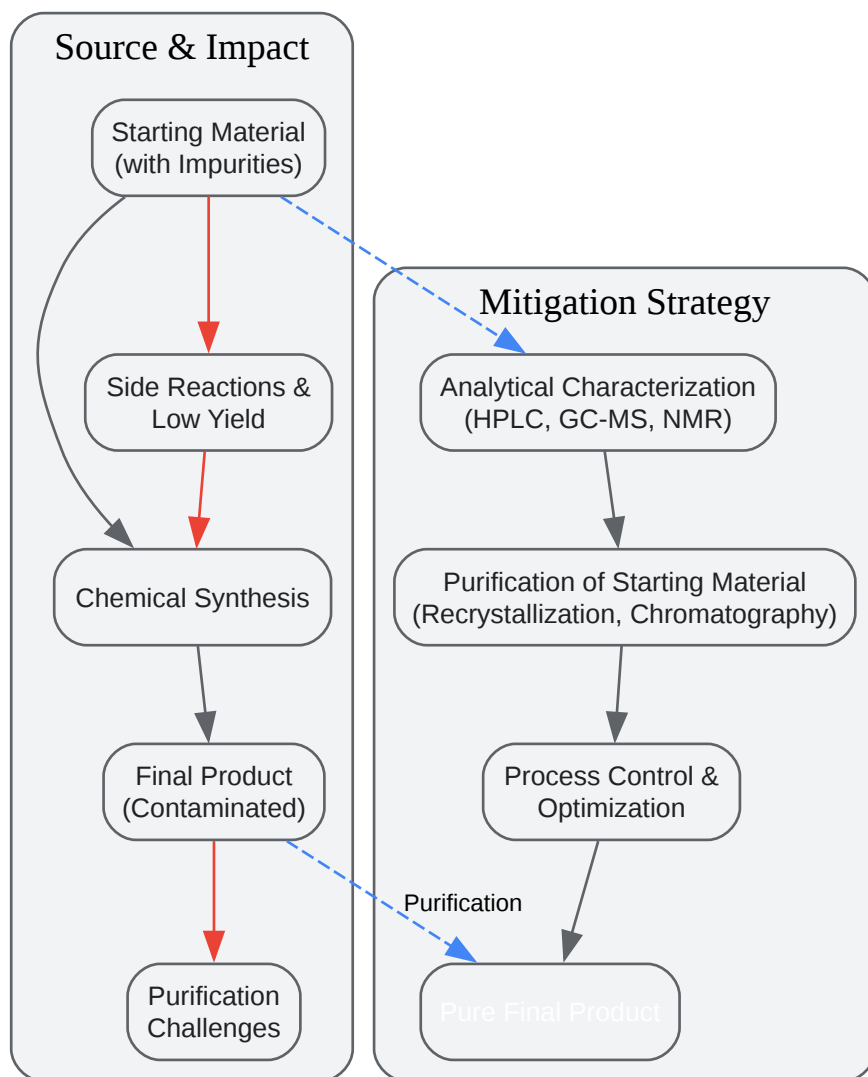 Source & Impact
Starting Material
(with Impurities)
Side Reactions &
Low Yield
Chemical Synthesis
Final Product
(Contaminated)
Purification
Challenges
Mitigation Strategy
Analytical Characterization
(HPLC, GC-MS, NMR)
Purification of Starting Material
(Recrystallization, Chromatography)
Process Control &
Optimization
Purification
Pure Final Product